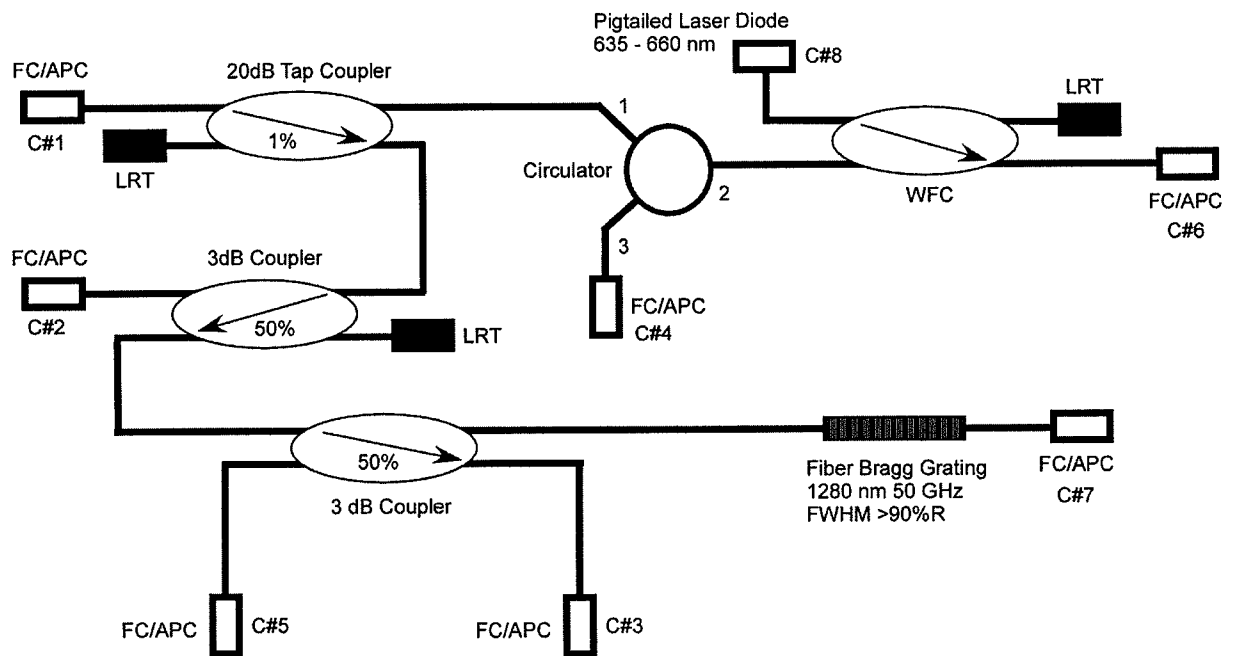 Pigtailed Laser Diode
635 - 660 nm
C#8
FC/APC
C#1
20dB Tap Coupler
1%
LRT
1
Circulator
2
3
FC/APC
C#4
LRT
WFC
FC/APC
C#6
FC/APC
C#2
3dB Coupler
50%
LRT
50%
3 dB Coupler
Fiber Bragg Grating
1280 nm 50 GHz
FWHM >90%R
FC/APC
C#7
FC/APC
C#5
FC/APC
C#3